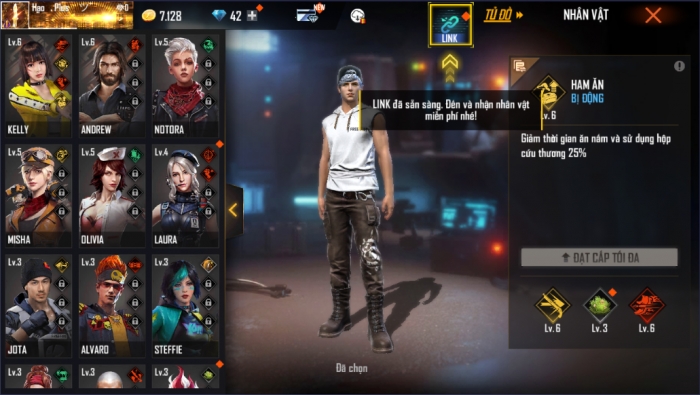 Hạo Plus
7.128
42
NEW
LINK
TỦ ĐỒ
NHÂN VẬT
Lv.6
KELLY
Lv.6
ANDREW
Lv.6
NOTORA
Lv.5
MISHA
Lv.5
OLIVIA
Lv.4
LAURA
Lv.3
JOTA
Lv.3
ALVARO
Lv.3
STEFFIE
Lv.3
Lv.3
Lv.3
LINK đã sẵn sàng. Đến và nhận nhân vật
miễn phí nhé!
HAM ĂN
BỊ ĐỘNG
Lv. 6
Giảm thời gian ăn nấm và sử dụng hộp
cứu thương 25%
ĐẠT CẤP TỐI ĐA
Lv. 6
Lv. 3
Lv. 6
Đã chọn